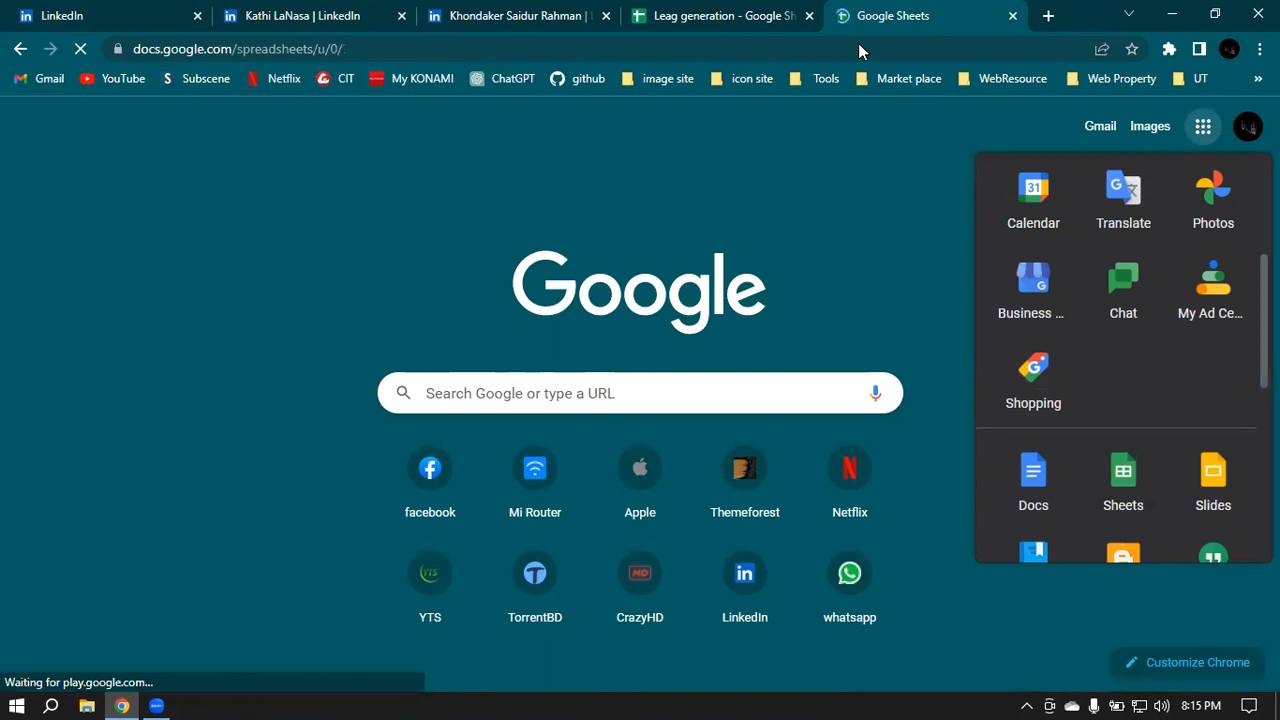 LinkedIn
Kathi LaNasa | LinkedIn
Khondaker Saidur Rahman |
Leag generation - Google Sh
Google Sheets
docs.google.com/spreadsheets/u/0/
Gmail
YouTube
Subscene
Netflix
CIT
My KONAMI
ChatGPT
github
image site
icon site
Tools
Market place
WebResource
Web Property
UT
Gmail
Images
31
Calendar
Translate
Photos
Business ...
Chat
My Ad Ce...
Shopping
Google
Search Google or type a URL
Docs
Sheets
Slides
facebook
Mi Router
Apple
Themeforest
Netflix
YTS
TorrentBD
CrazyHD
LinkedIn
whatsapp
Customize Chrome
Waiting for play.google.com...
8:15 PM